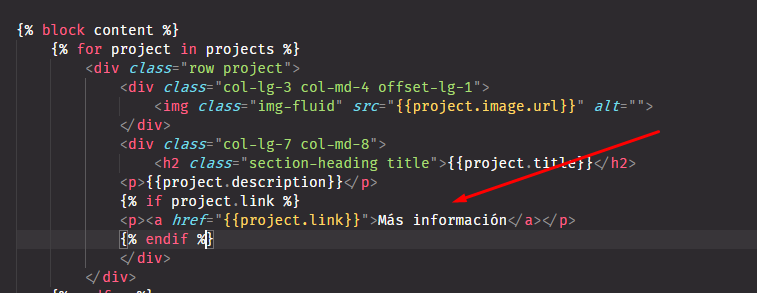 {% block content %}
{% for project in projects %}
<div class="row project">
<div class="col-lg-3 col-md-4 offset-lg-1">
<img class="img-fluid" src="{{project.image.url}}" alt="">
</div>
<div class="col-lg-7 col-md-8">
<h2 class="section-heading title">{{project.title}}</h2>
<p>{{project.description}}</p>
{% if project.link %}
<p><a href="{{project.link}}">Más información</a></p>
{% endif %}
</div>
</div>